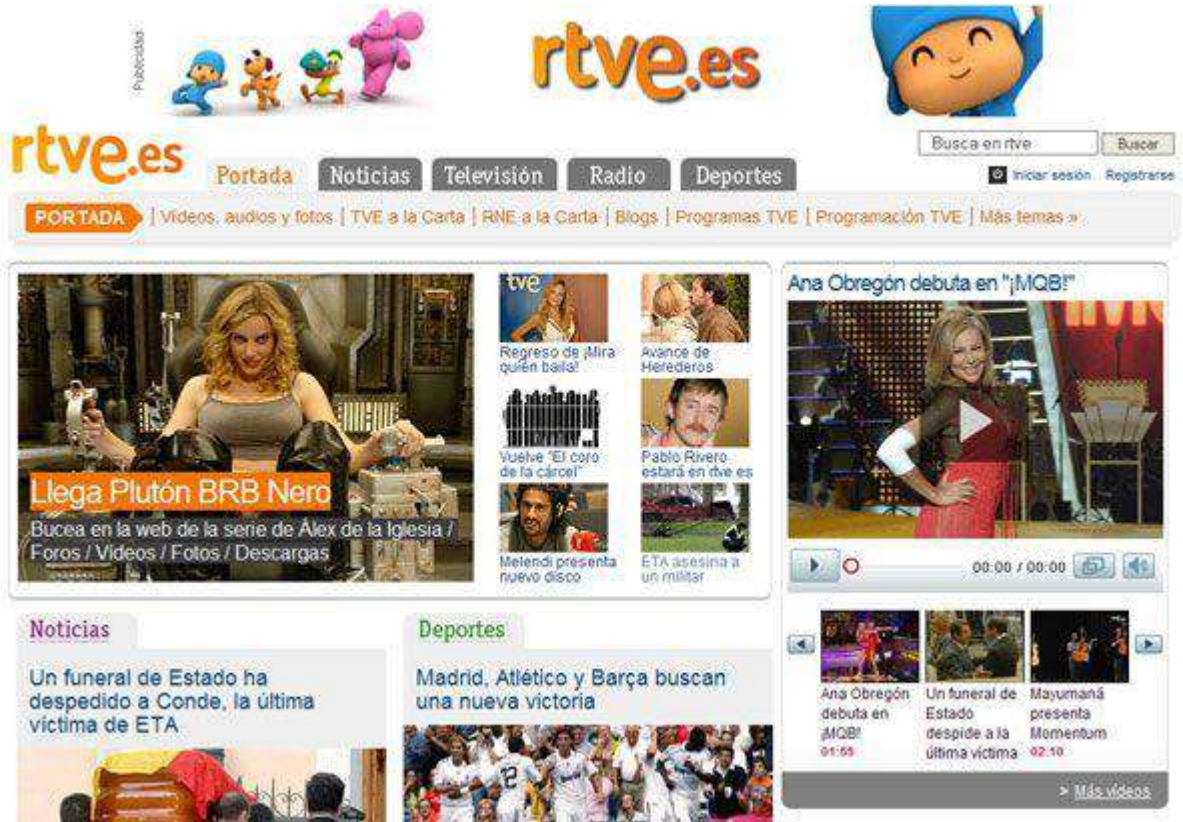 Publicidad:
rtve.es
rtve.es
Busca en rtve
Buscar
Portada
Noticias
Televisión
Radio
Deportes
Iniciar sesión
Registrarse
PORTADA
| Vídeos, audios y fotos | TVE a la Carta | RNE a la Carta | Blogs | Programas TVE | Programación TVE | Más temas »
Llega Plutón BRB Nero
Bucea en la web de la serie de Álex de la Iglesia /
Foros / Vídeos / Fotos / Descargas
tve
Regreso de ¡Mira
quién baila!
Avance de
Herederos
Vuelve "El coro
de la cárcel"
Pablo Rivero
estará en rtve es
Melendi presenta
nuevo disco
ETA asesina a
un militar
Ana Obregón debuta en "¡MQB!"
00:00 / 00:00
Ana Obregón
debuta en
¡MQB!
01:55
Un funeral de
Estado
despide a la
última víctima
Mayumaná
presenta
Momentum
02:10
> Más vídeos
Noticias
Un funeral de Estado ha
despedido a Conde, la última
víctima de ETA
Deportes
Madrid, Atlético y Barça buscan
una nueva victoria
12